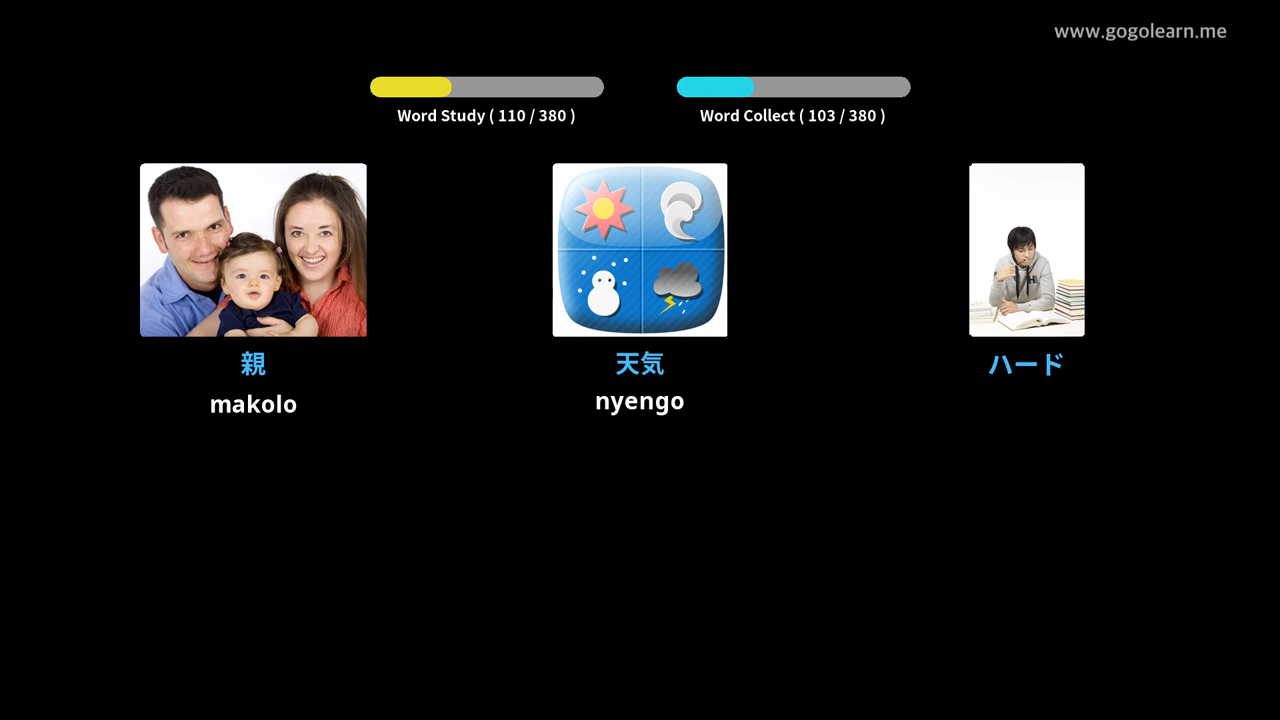 www.gogolearn.me
Word Study ( 110 / 380 )
Word Collect ( 103 / 380 )
親
天気
ハード
makolo
nyengo